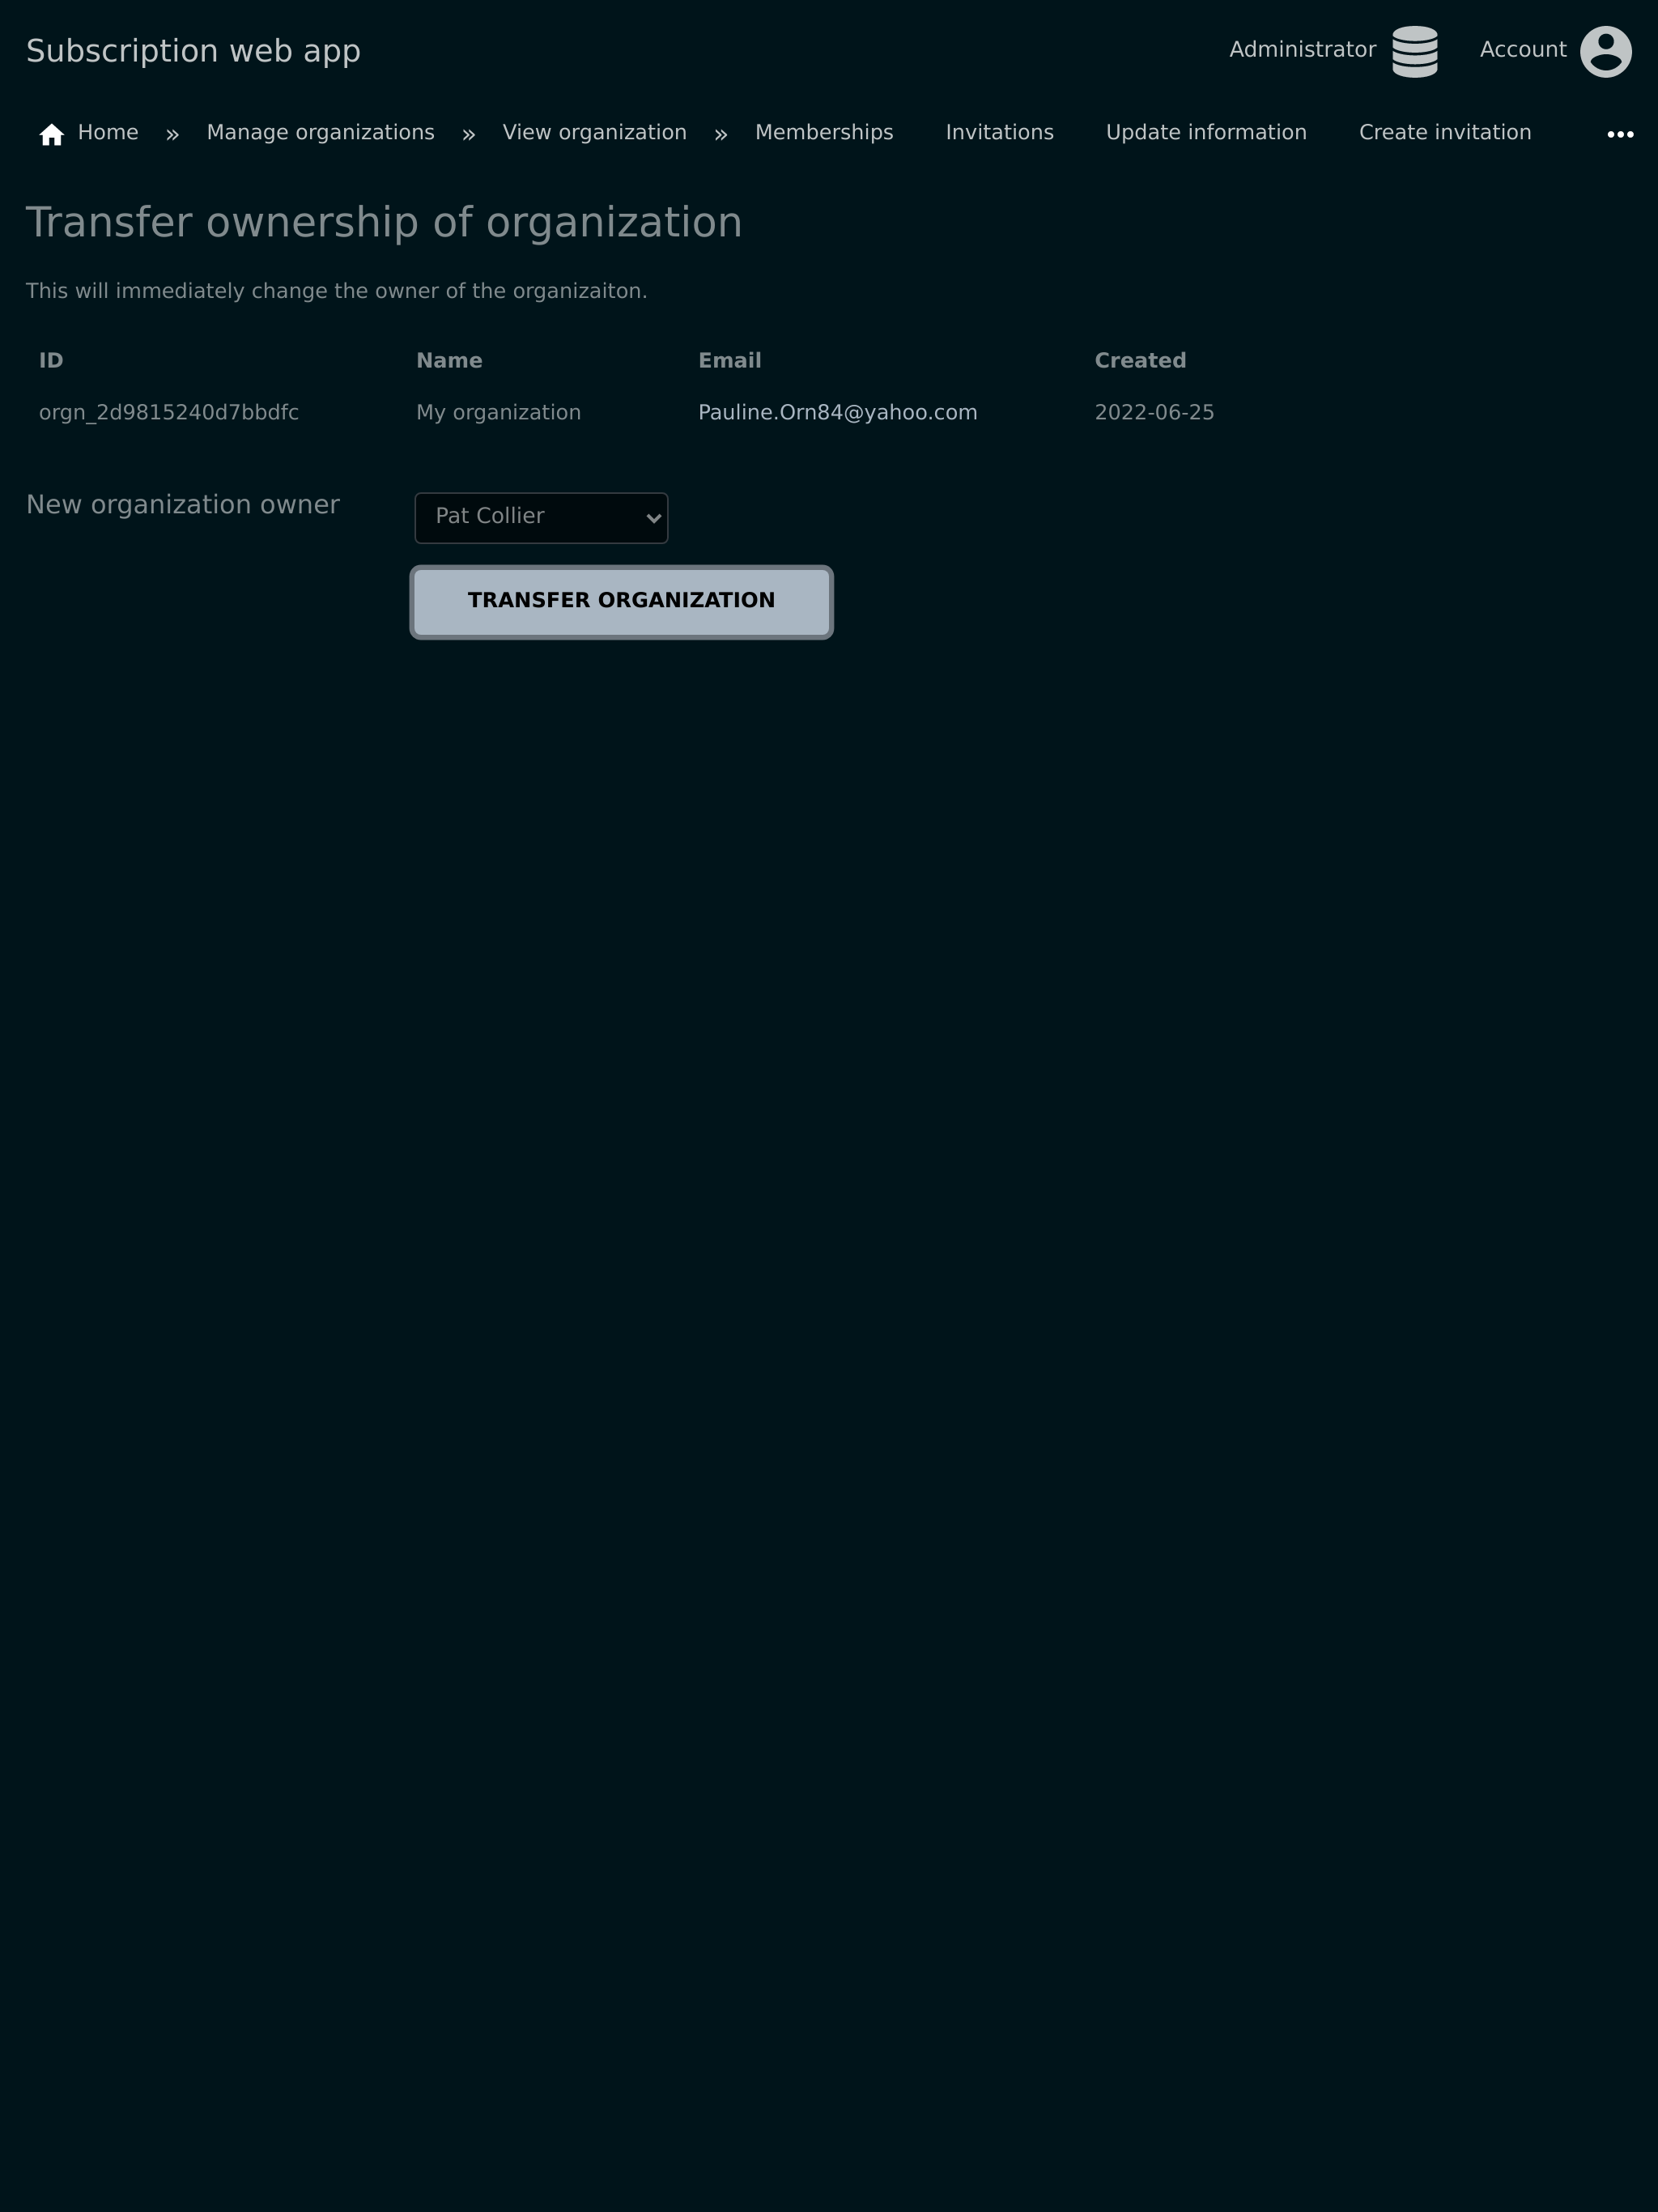 Subscription web app
Administrator
Account
Home » Manage organizations » View organization » Memberships Invitations Update information Create invitation
Transfer ownership of organization
This will immediately change the owner of the organizaiton.
ID Name Email Created
orgn_2d9815240d7bbdfc My organization Pauline.Orn84@yahoo.com 2022-06-25
New organization owner
Pat Collier
TRANSFER ORGANIZATION